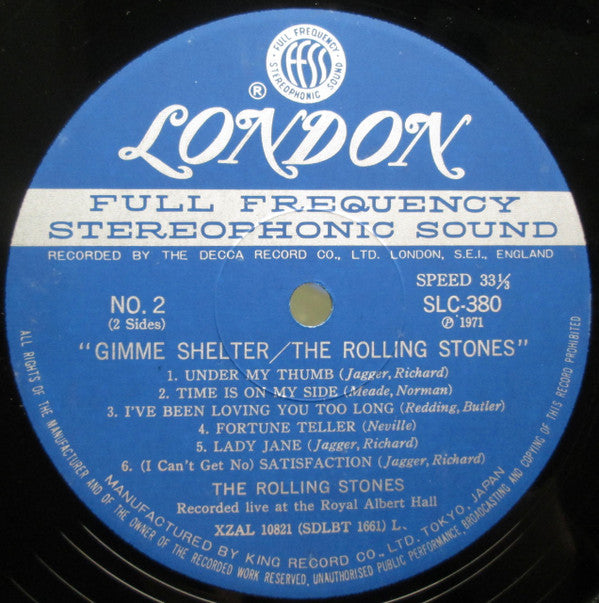 FULL FREQUENCY
ffss
STEREOPHONIC SOUND
®
LONDON
FULL FREQUENCY
STEREOPHONIC SOUND
RECORDED BY THE DECCA RECORD CO., LTD. LONDON, S.E.I., ENGLAND
SPEED 33⅓
NO. 2
SLC-380
(2 Sides)
℗ '1971
"GIMME SHELTER/THE ROLLING STONES"
1. UNDER MY THUMB (Jagger, Richard)
2. TIME IS ON MY SIDE (Meade, Norman)
3. I'VE BEEN LOVING YOU TOO LONG (Redding, Butler)
4. FORTUNE TELLER (Neville)
5. LADY JANE (Jagger, Richard)
6. (I Can't Get No) SATISFACTION (Jagger, Richard)
THE ROLLING STONES
Recorded live at the Royal Albert Hall
XZAL 10821 (SDLBT 1661) L.
MANUFACTURED BY KING RECORD CO., LTD. TOKYO, JAPAN
ALL RIGHTS OF THE MANUFACTURER AND OF THE OWNER OF THE RECORDED WORK RESERVED, UNAUTHORISED PUBLIC PERFORMANCE, BROADCASTING AND COPYING OF THIS RECORD PROHIBITED